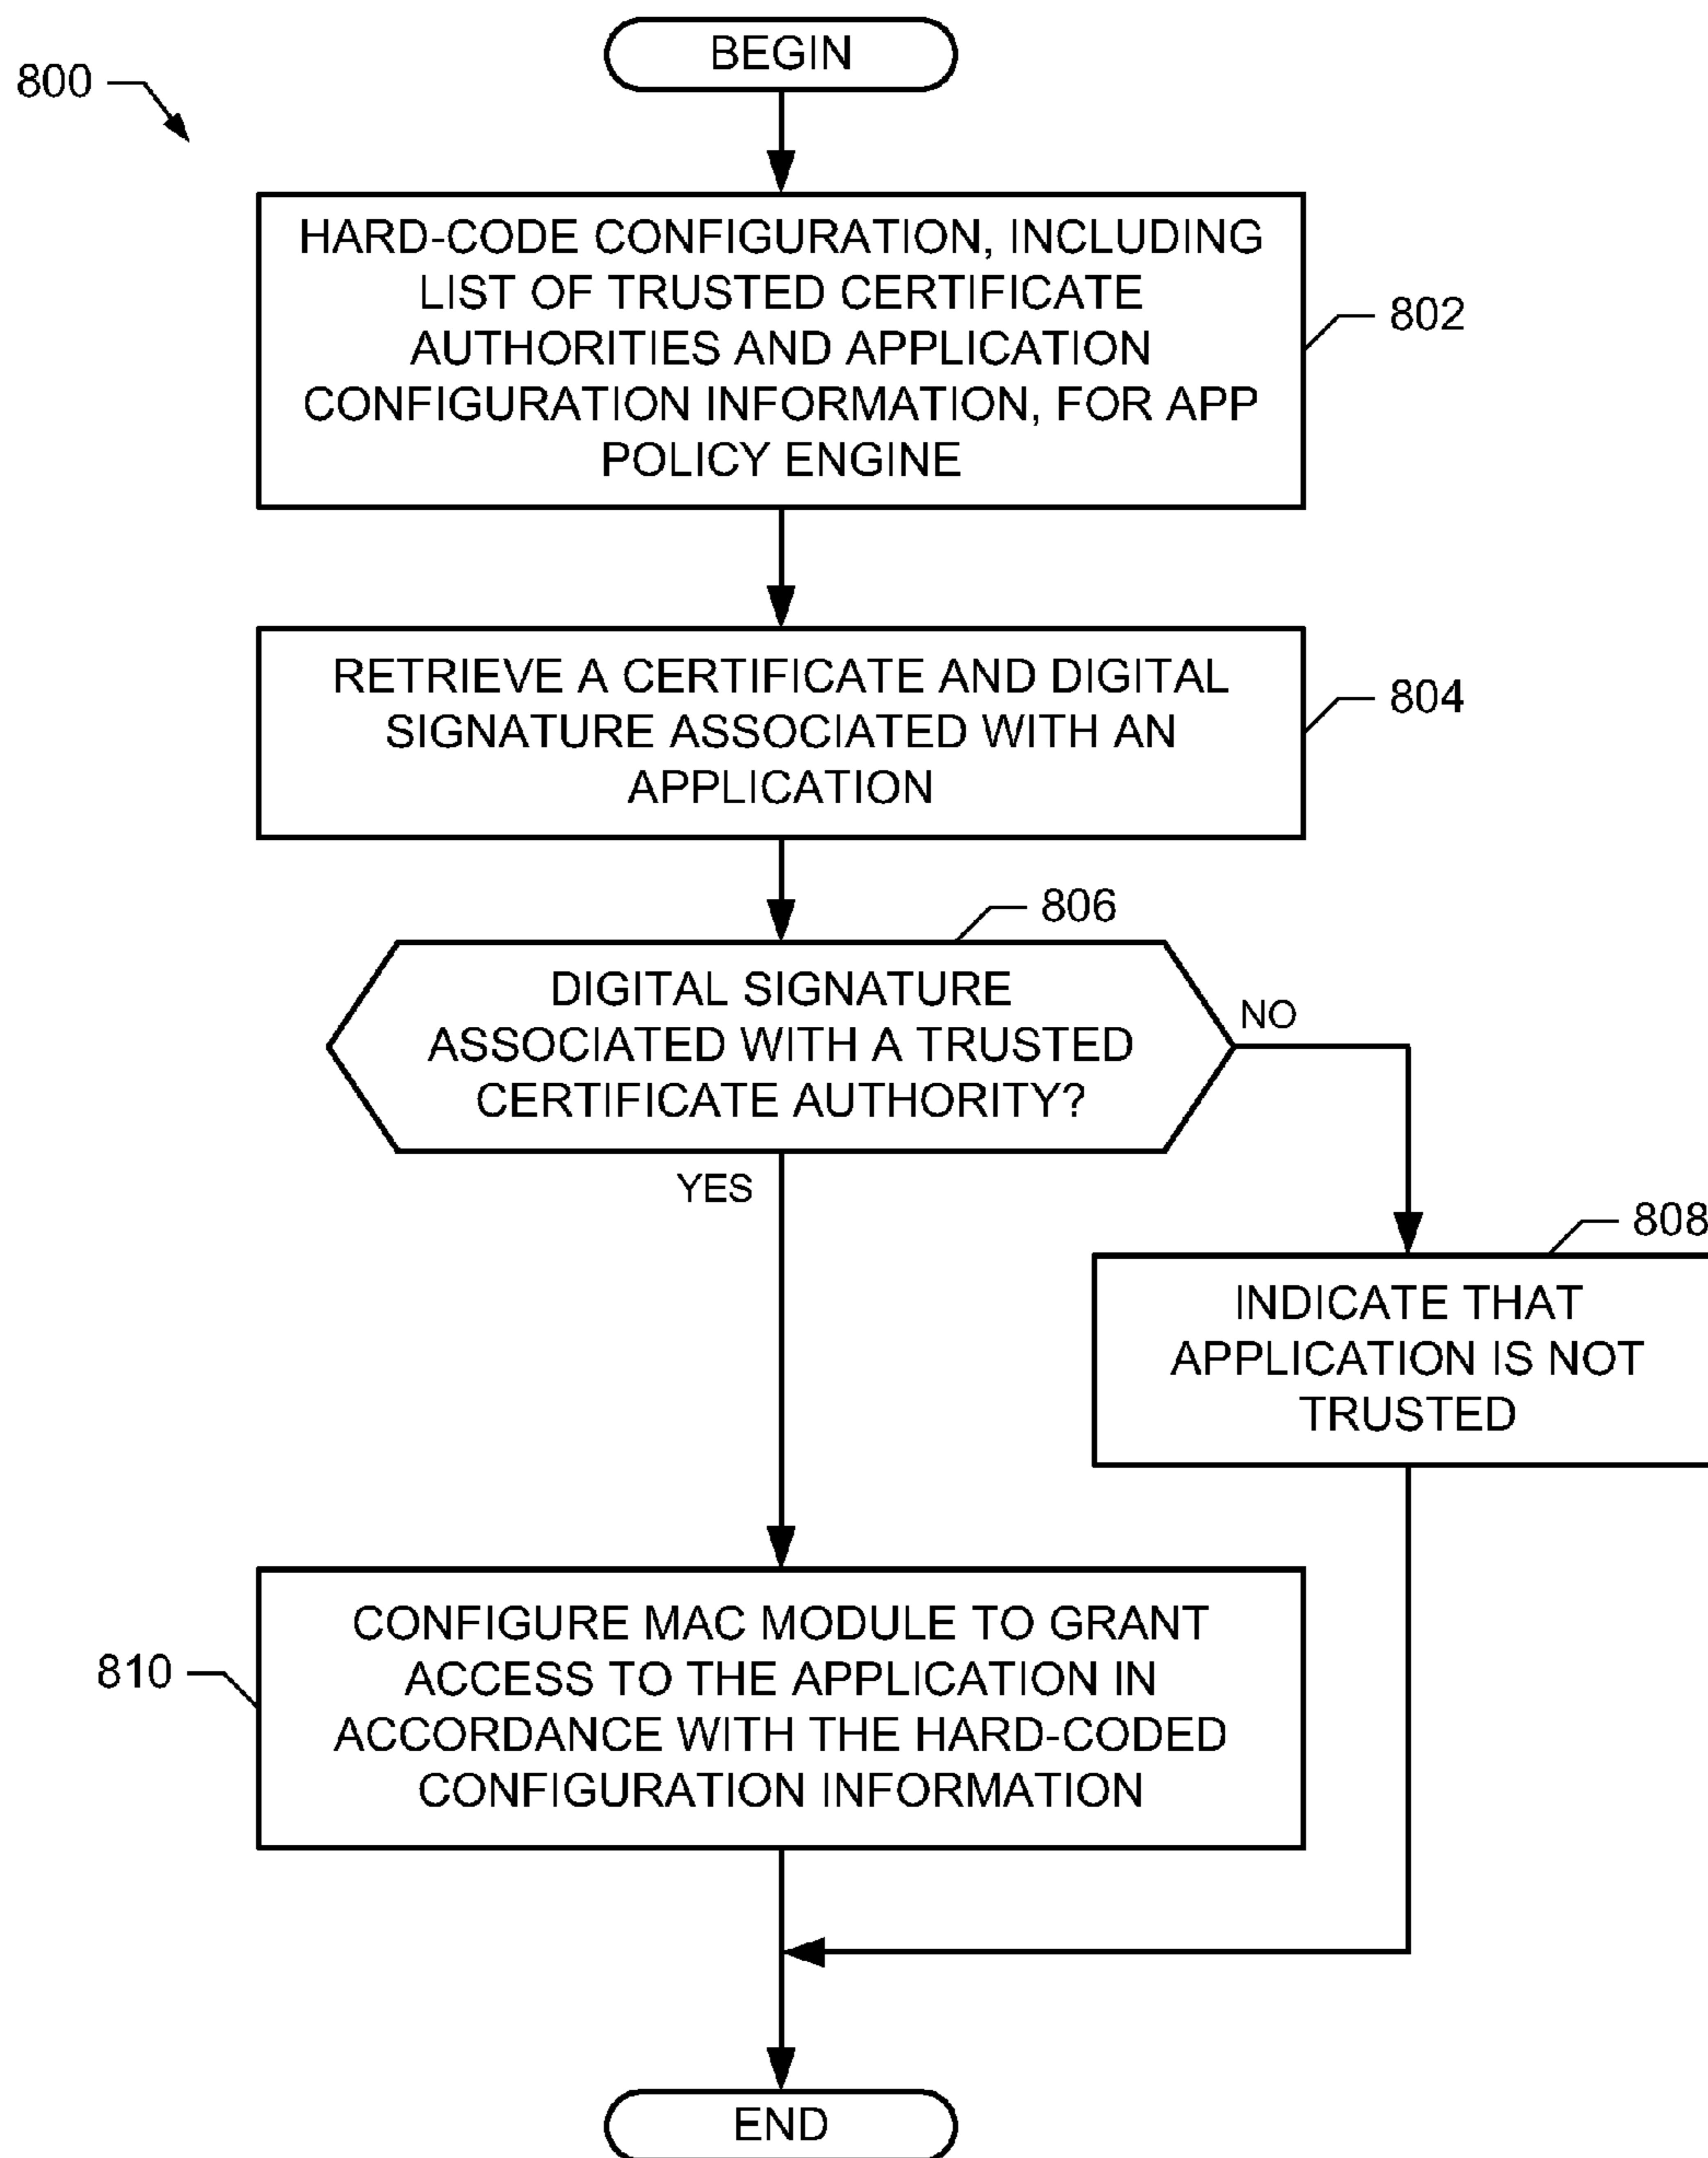 BEGIN
800
HARD-CODE CONFIGURATION, INCLUDING
LIST OF TRUSTED CERTIFICATE
AUTHORITIES AND APPLICATION
CONFIGURATION INFORMATION, FOR APP
POLICY ENGINE
802
RETRIEVE A CERTIFICATE AND DIGITAL
SIGNATURE ASSOCIATED WITH AN
APPLICATION
804
806
DIGITAL SIGNATURE
ASSOCIATED WITH A TRUSTED
CERTIFICATE AUTHORITY?
NO
YES
808
INDICATE THAT
APPLICATION IS NOT
TRUSTED
CONFIGURE MAC MODULE TO GRANT
ACCESS TO THE APPLICATION IN
ACCORDANCE WITH THE HARD-CODED
CONFIGURATION INFORMATION
810
END